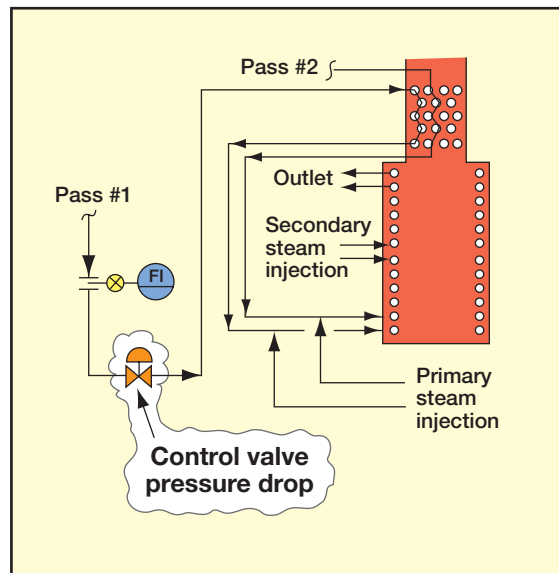 Pass #2
Outlet
Pass #1
Secondary
steam
injection
FI
Primary
steam
injection
Control valve
pressure drop